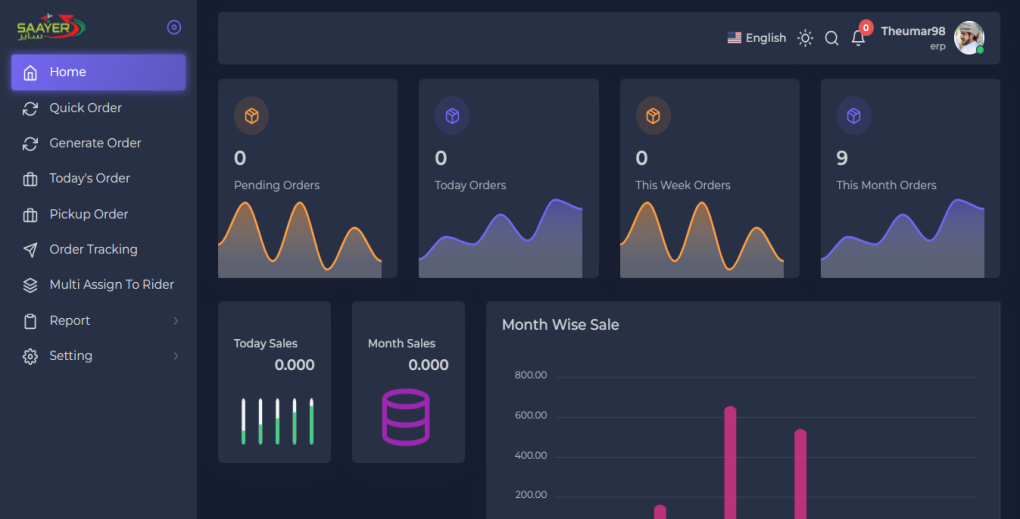 SAAYER
ساير
Home
Quick Order
Generate Order
Today's Order
Pickup Order
Order Tracking
Multi Assign To Rider
Report
Setting
English
0
Theumar98
erp
0
Pending Orders
0
Today Orders
0
This Week Orders
9
This Month Orders
Today Sales
0.000
Month Sales
0.000
Month Wise Sale
800.00
600.00
400.00
200.00